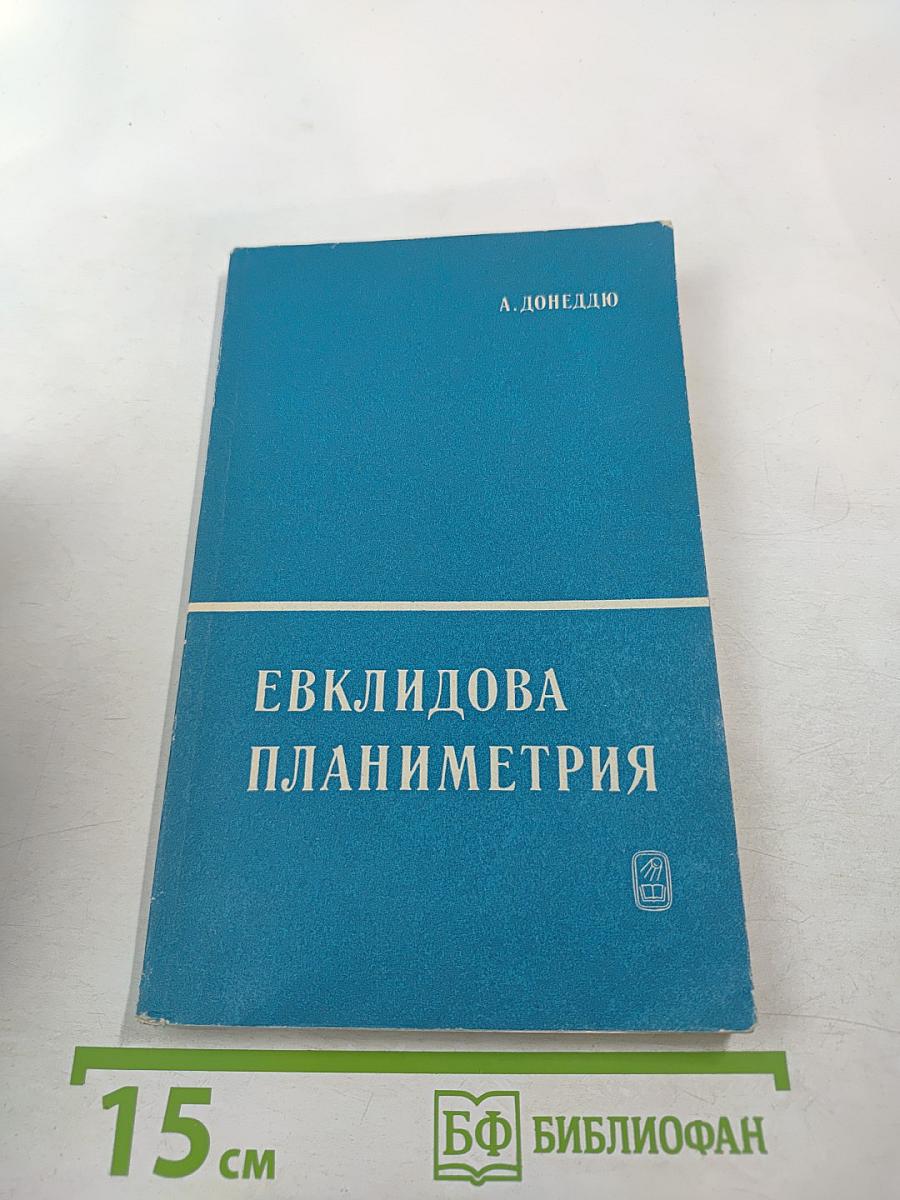 А. ДОНЕДДЮ
ЕВКЛИДОВА
ПЛАНИМЕТРИЯ
15 см
БФ БИБЛИОФАН